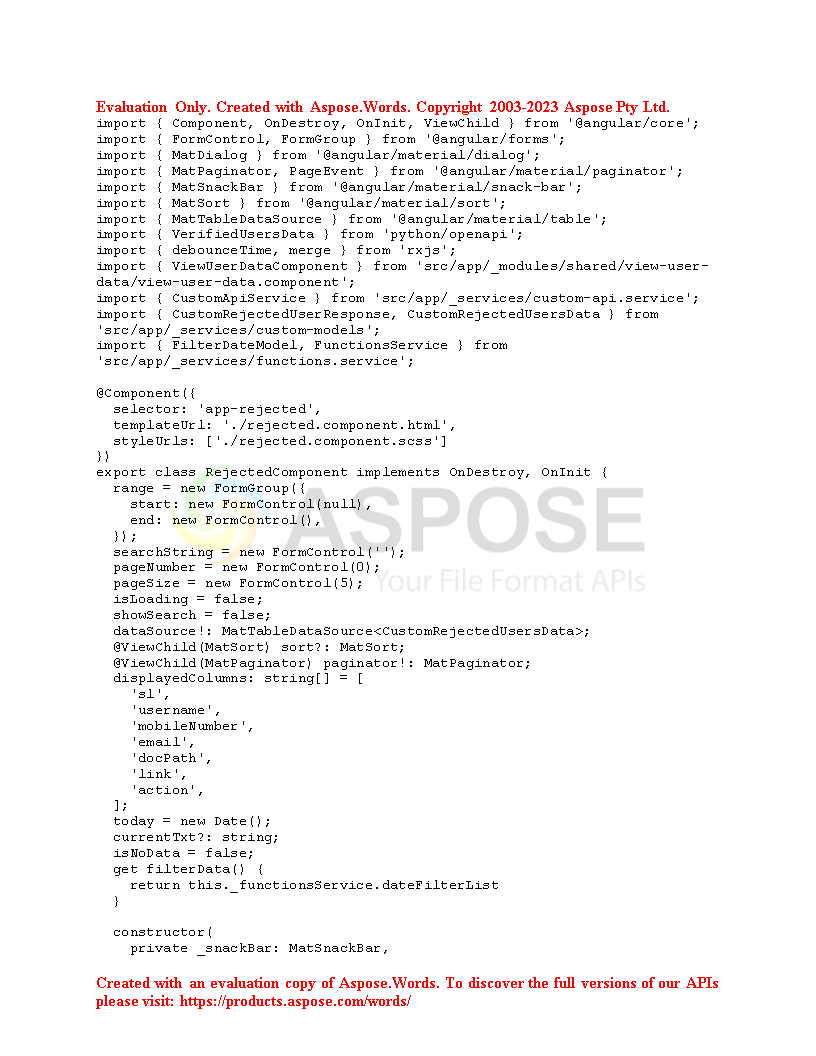 Evaluation Only. Created with Aspose.Words. Copyright 2003-2023 Aspose Pty Ltd.
import { Component, OnDestroy, OnInit, ViewChild } from '@angular/core';
import { FormControl, FormGroup } from '@angular/forms';
import { MatDialog } from '@angular/material/dialog';
import { MatPaginator, PageEvent } from '@angular/material/paginator';
import { MatSnackBar } from '@angular/material/snack-bar';
import { MatSort } from '@angular/material/sort';
import { MatTableDataSource } from '@angular/material/table';
import { VerifiedUsersData } from 'python/openapi';
import { debounceTime, merge } from 'rxjs';
import { ViewUserDataComponent } from 'src/app/_modules/shared/view-user-
data/view-user-data.component';
import { CustomApiService } from 'src/app/_services/custom-api.service';
import { CustomRejectedUserResponse, CustomRejectedUsersData } from
'src/app/_services/custom-models';
import { FilterDateModel, FunctionsService } from
'src/app/_services/functions.service';

@Component({
  selector: 'app-rejected',
  templateUrl: './rejected.component.html',
  styleUrls: ['./rejected.component.scss']
})
export class RejectedComponent implements OnDestroy, OnInit {
  range = new FormGroup({
    start: new FormControl(null),
    end: new FormControl(),
  });
  searchString = new FormControl('');
  pageNumber = new FormControl(0);
  pageSize = new FormControl(5);
  isLoading = false;
  showSearch = false;
  dataSource!: MatTableDataSource<CustomRejectedUsersData>;
  @ViewChild(MatSort) sort?: MatSort;
  @ViewChild(MatPaginator) paginator!: MatPaginator;
  displayedColumns: string[] = [
    'sl',
    'username',
    'mobileNumber',
    'email',
    'docPath',
    'link',
    'action',
  ];
  today = new Date();
  currentTxt?: string;
  isNoData = false;
  get filterData() {
    return this._functionsService.dateFilterList
  }

  constructor(
    private _snackBar: MatSnackBar,
ASPOSE
Your File Format APIs
Created with an evaluation copy of Aspose.Words. To discover the full versions of our APIs
please visit: https://products.aspose.com/words/